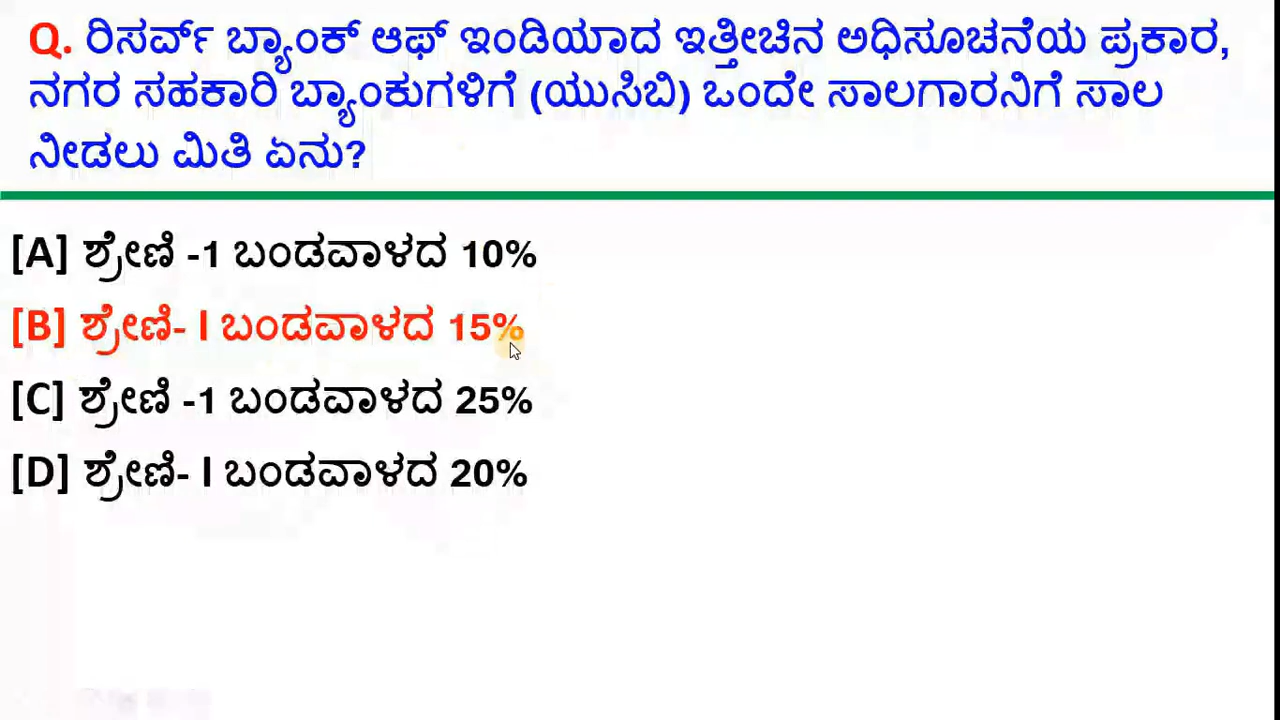 Q. ರಿಸರ್ವ್ ಬ್ಯಾಂಕ್ ಆಫ್ ಇಂಡಿಯಾದ ಇತ್ತೀಚಿನ ಅಧಿಸೂಚನೆಯ ಪ್ರಕಾರ,
ನಗರ ಸಹಕಾರಿ ಬ್ಯಾಂಕುಗಳಿಗೆ (ಯುಸಿಬಿ) ಒಂದೇ ಸಾಲಗಾರನಿಗೆ ಸಾಲ
ನೀಡಲು ಮಿತಿ ಏನು?
[A] ಶ್ರೇಣಿ -1 ಬಂಡವಾಳದ 10%
[B] ಶ್ರೇಣಿ- l ಬಂಡವಾಳದ 15%
[C] ಶ್ರೇಣಿ -1 ಬಂಡವಾಳದ 25%
[D] ಶ್ರೇಣಿ- l ಬಂಡವಾಳದ 20%